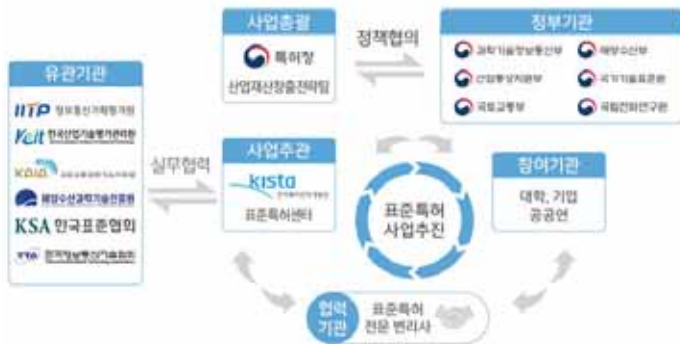 유관기관
IITP 정보통신기획평가원
Keit 한국산업기술평가관리원
KAIA
해양수산과학기술진흥원
KSA 한국표준협회
TTA 한국정보통신기술협회
실무협력
사업총괄
특허청
산업재산창출전략팀
정책협의
정부기관
과학기술정보통신부
해양수산부
산업통상자원부
국가기술표준원
국토교통부
국립전파연구원
사업주관
kista
표준특허센터
표준특허
사업추진
참여기관
대학, 기업
공공연
협력
기관
표준특허
전문 변리사